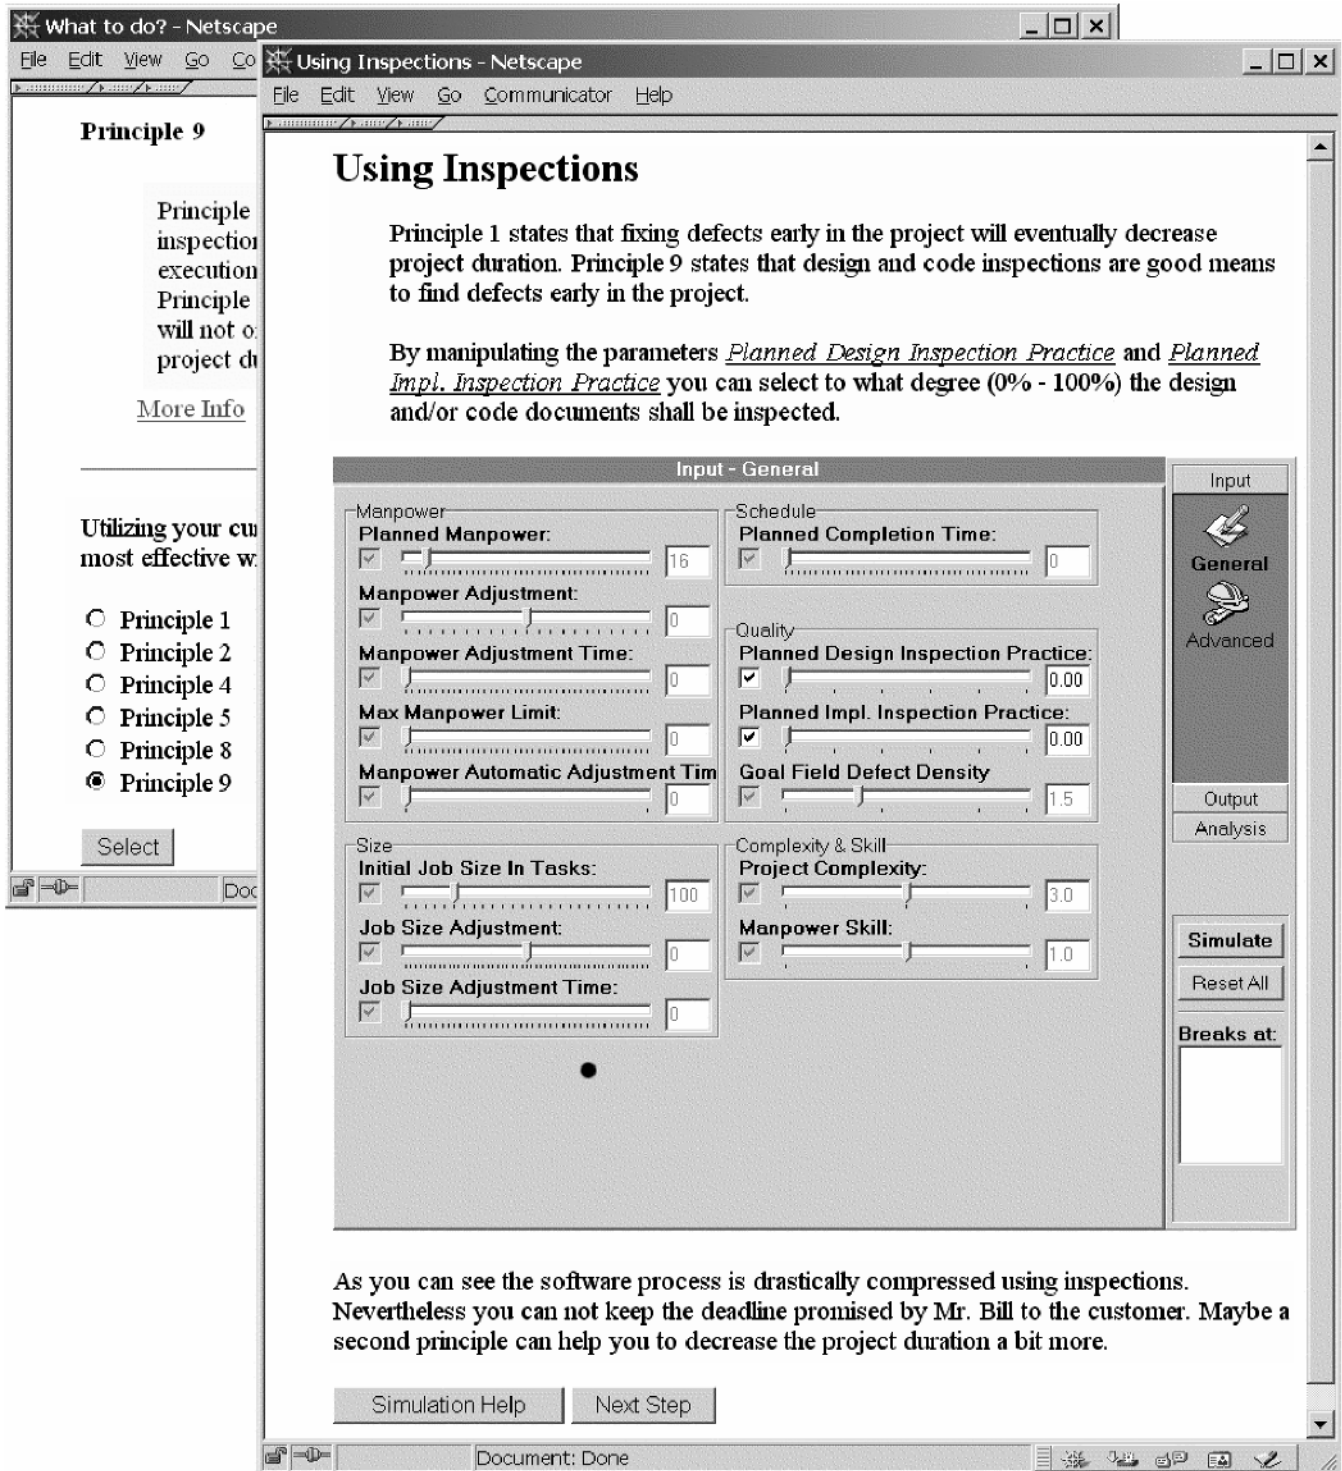 What to do? - Netscape
File Edit View Go Co
Principle 9
Principle
inspection
execution
Principle
will not o
project du
More Info
Utilizing your cu
most effective w
Principle 1
Principle 2
Principle 4
Principle 5
Principle 8
Principle 9
Select
Doc
Using Inspections - Netscape
File Edit View Go Communicator Help
Using Inspections
Principle 1 states that fixing defects early in the project will eventually decrease
project duration. Principle 9 states that design and code inspections are good means
to find defects early in the project.
By manipulating the parameters Planned Design Inspection Practice and Planned
Impl. Inspection Practice you can select to what degree (0% - 100%) the design
and/or code documents shall be inspected.
Input - General
Manpower
Planned Manpower:
16
Manpower Adjustment:
0
Manpower Adjustment Time:
0
Max Manpower Limit:
0
Manpower Automatic Adjustment Tim
0
Size
Initial Job Size In Tasks:
100
Job Size Adjustment:
0
Job Size Adjustment Time:
0
Schedule
Planned Completion Time:
0
Quality
Planned Design Inspection Practice:
0.00
Planned Impl. Inspection Practice:
0.00
Goal Field Defect Density
1.5
Complexity & Skill
Project Complexity:
3.0
Manpower Skill:
1.0
Input
General
Advanced
Output
Analysis
Simulate
Reset All
Breaks at:
As you can see the software process is drastically compressed using inspections.
Nevertheless you can not keep the deadline promised by Mr. Bill to the customer. Maybe a
second principle can help you to decrease the project duration a bit more.
Simulation Help Next Step
Document: Done